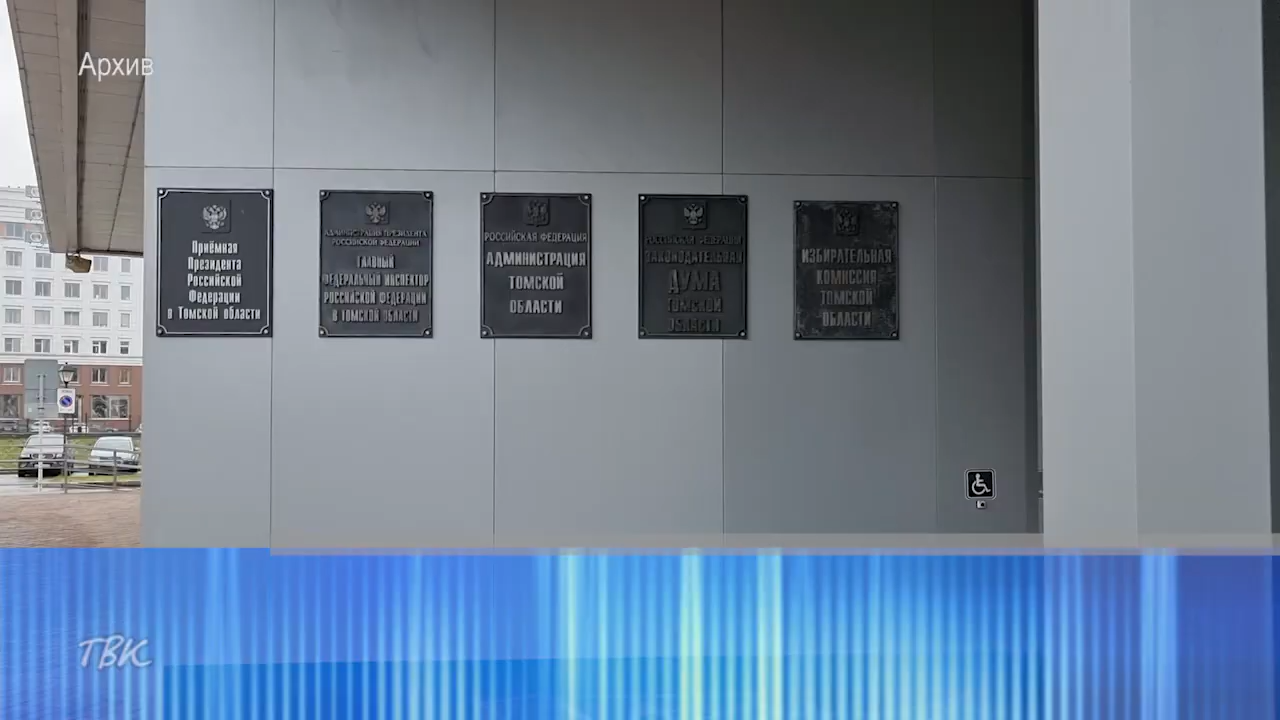 Архив
Приёмная
Президента
Российской
Федерации
в Томской области
АДМИНИСТРАЦИЯ ПРЕЗИДЕНТА
РОССИЙСКОЙ ФЕДЕРАЦИИ
ГЛАВНЫЙ
ФЕДЕРАЛЬНЫЙ ИНСПЕКТОР
РОССИЙСКОЙ ФЕДЕРАЦИИ
В ТОМСКОЙ ОБЛАСТИ
РОССИЙСКАЯ ФЕДЕРАЦИЯ
АДМИНИСТРАЦИЯ
ТОМСКОЙ
ОБЛАСТИ
РОССИЙСКАЯ ФЕДЕРАЦИЯ
ЗАКОНОДАТЕЛЬНАЯ
ДУМА
ТОМСКОЙ
ОБЛАСТИ
ИЗБИРАТЕЛЬНАЯ
КОМИССИЯ
ТОМСКОЙ
ОБЛАСТИ
ТВК